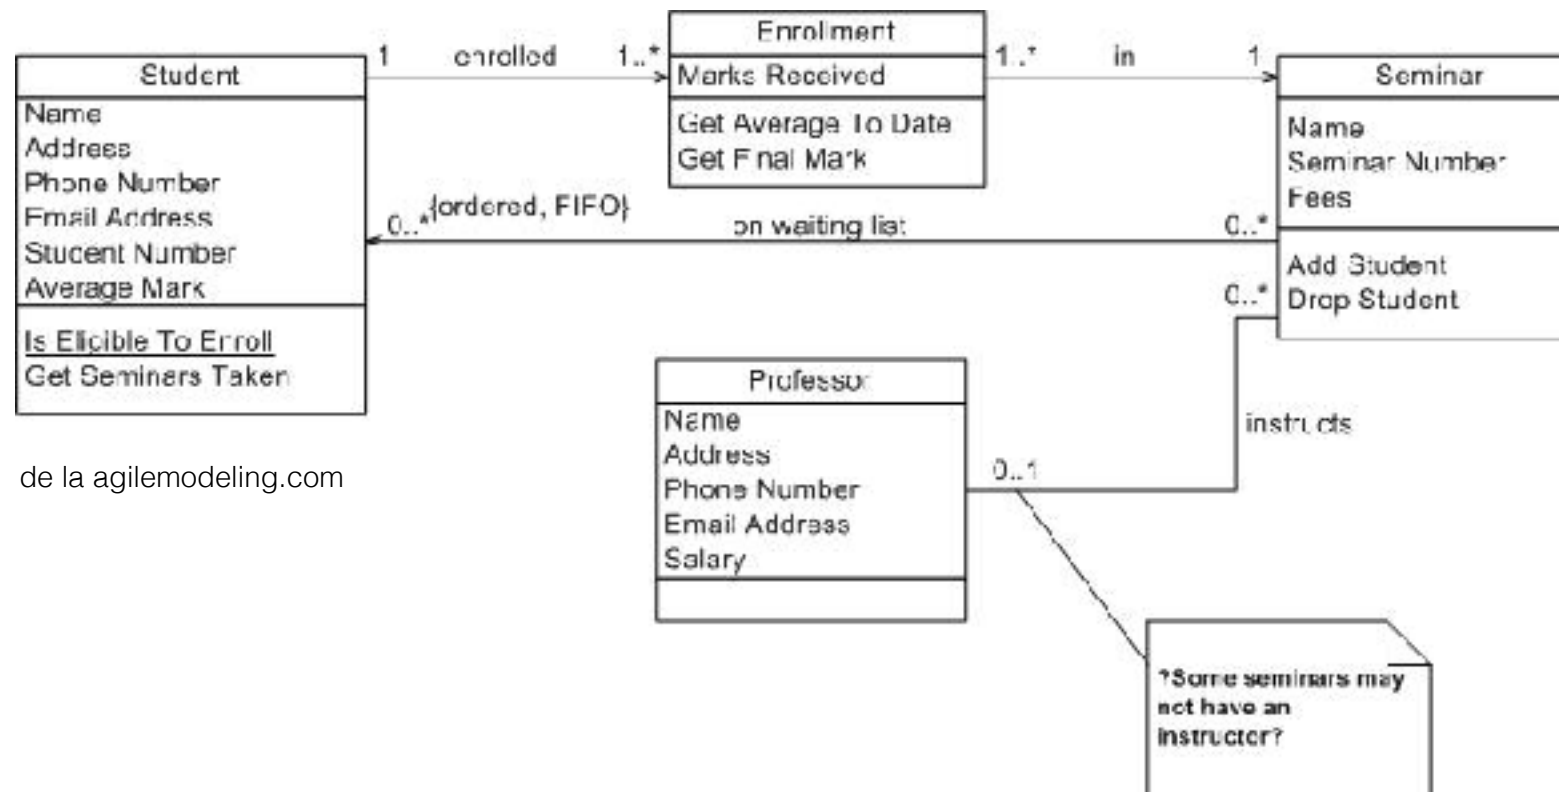 Student
Name
Address
Phone Number
Email Address
Student Number
Average Mark
Is Eligible To Enroll
Get Seminars Taken
1
enrolled
1..*
Enrollment
Marks Received
Get Average To Date
Get Final Mark
1..*
in
1
Seminar
Name
Seminar Number
Fees
Add Student
Drop Student
0..*
{ordered, FIFO}
on waiting list
0..*
0..*
instructs
0..1
Professor
Name
Address
Phone Number
Email Address
Salary
?Some seminars may
not have an
instructor?
de la agilemodeling.com